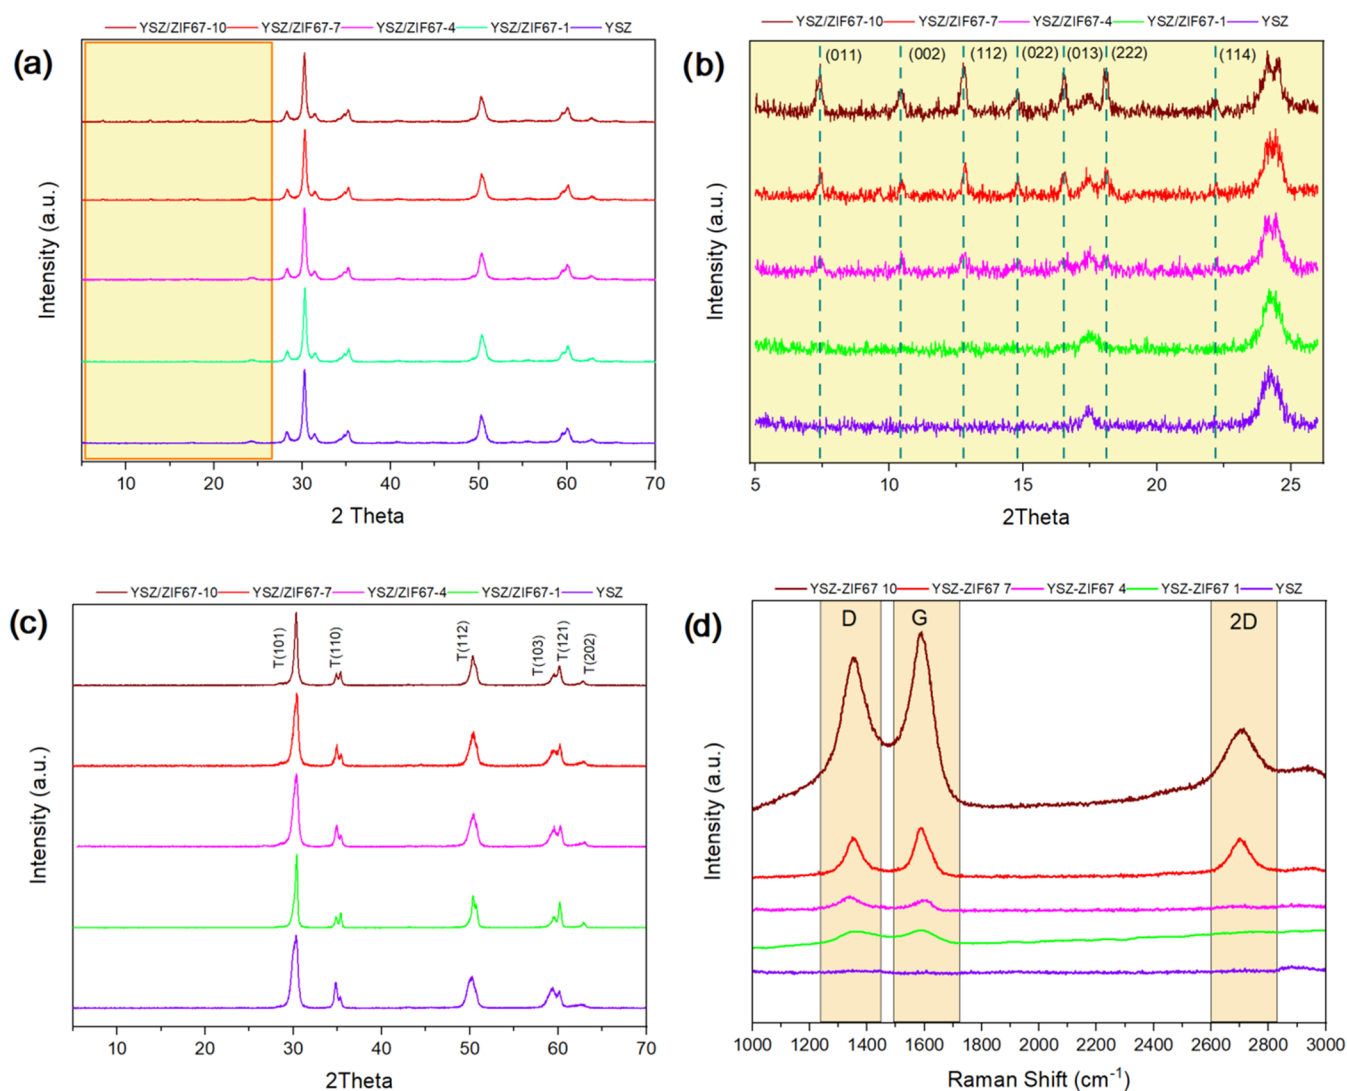 YSZ/ZIF67-10 YSZ/ZIF67-7 YSZ/ZIF67-4 YSZ/ZIF67-1 YSZ
(a)
Intensity (a.u.)
10 20 30 40 50 60 70
2 Theta
YSZ/ZIF67-10 YSZ/ZIF67-7 YSZ/ZIF67-4 YSZ/ZIF67-1 YSZ
(b)
(011) (002) (112) (022) (013) (222) (114)
Intensity (a.u.)
5 10 15 20 25
2Theta
YSZ/ZIF67-10 YSZ/ZIF67-7 YSZ/ZIF67-4 YSZ/ZIF67-1 YSZ
(c)
T(101) T(110) T(112) T(103) T(121) T(202)
Intensity (a.u.)
10 20 30 40 50 60 70
2Theta
YSZ-ZIF67 10 YSZ-ZIF67 7 YSZ-ZIF67 4 YSZ-ZIF67 1 YSZ
(d)
D G 2D
Intensity (a.u.)
1000 1200 1400 1600 1800 2000 2200 2400 2600 2800 3000
Raman Shift (cm⁻¹)